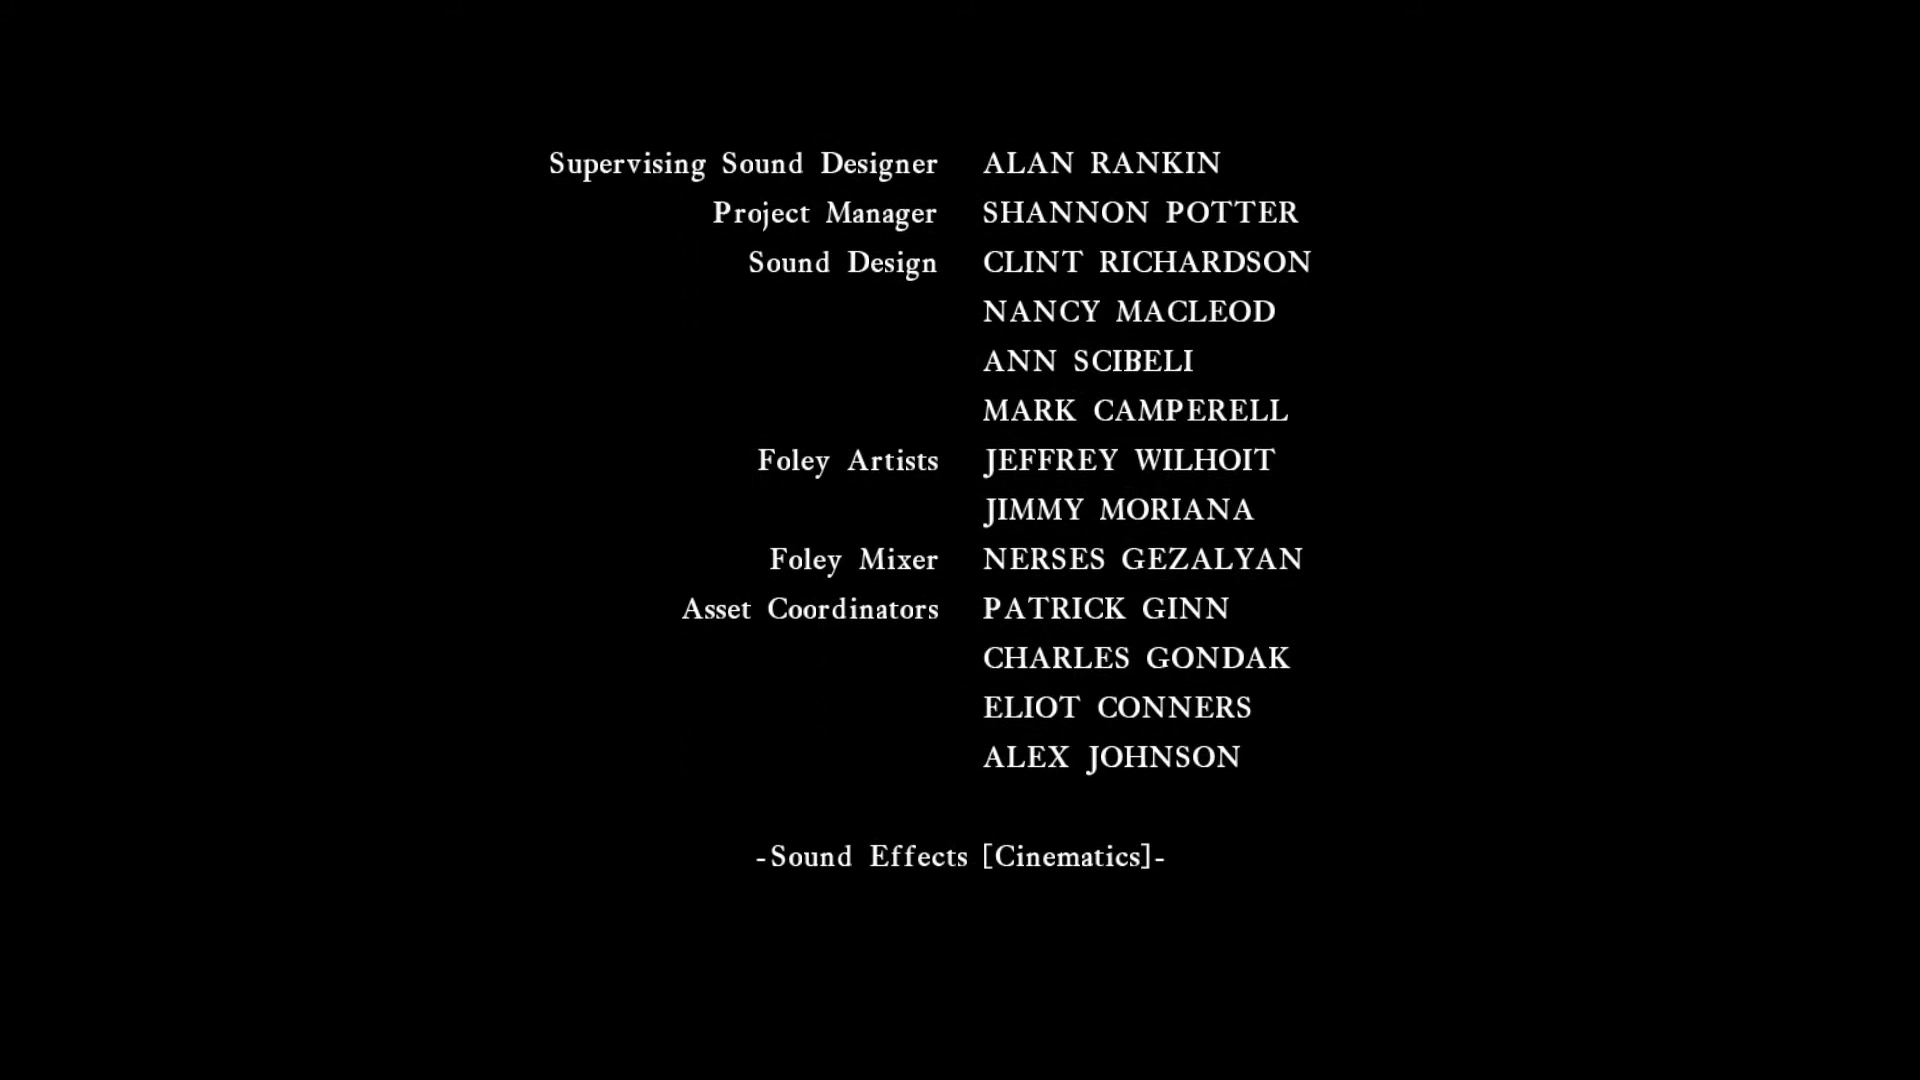 Supervising Sound Designer ALAN RANKIN
Project Manager SHANNON POTTER
Sound Design CLINT RICHARDSON
NANCY MACLEOD
ANN SCIBELI
MARK CAMPERELL
Foley Artists JEFFREY WILHOIT
JIMMY MORIANA
Foley Mixer NERSES GEZALYAN
Asset Coordinators PATRICK GINN
CHARLES GONDAK
ELIOT CONNERS
ALEX JOHNSON
-Sound Effects [Cinematics]-